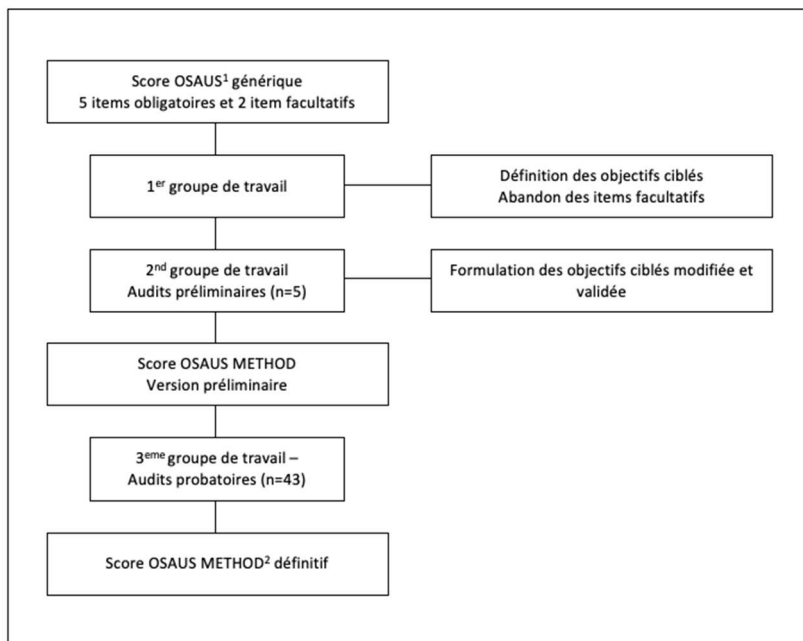 Score OSAUS¹ générique
5 items obligatoires et 2 item facultatifs
1er groupe de travail
Définition des objectifs ciblés
Abandon des items facultatifs
2nd groupe de travail
Audits préliminaires (n=5)
Formulation des objectifs ciblés modifiée et
validée
Score OSAUS METHOD
Version préliminaire
3eme groupe de travail –
Audits probatoires (n=43)
Score OSAUS METHOD² définitif